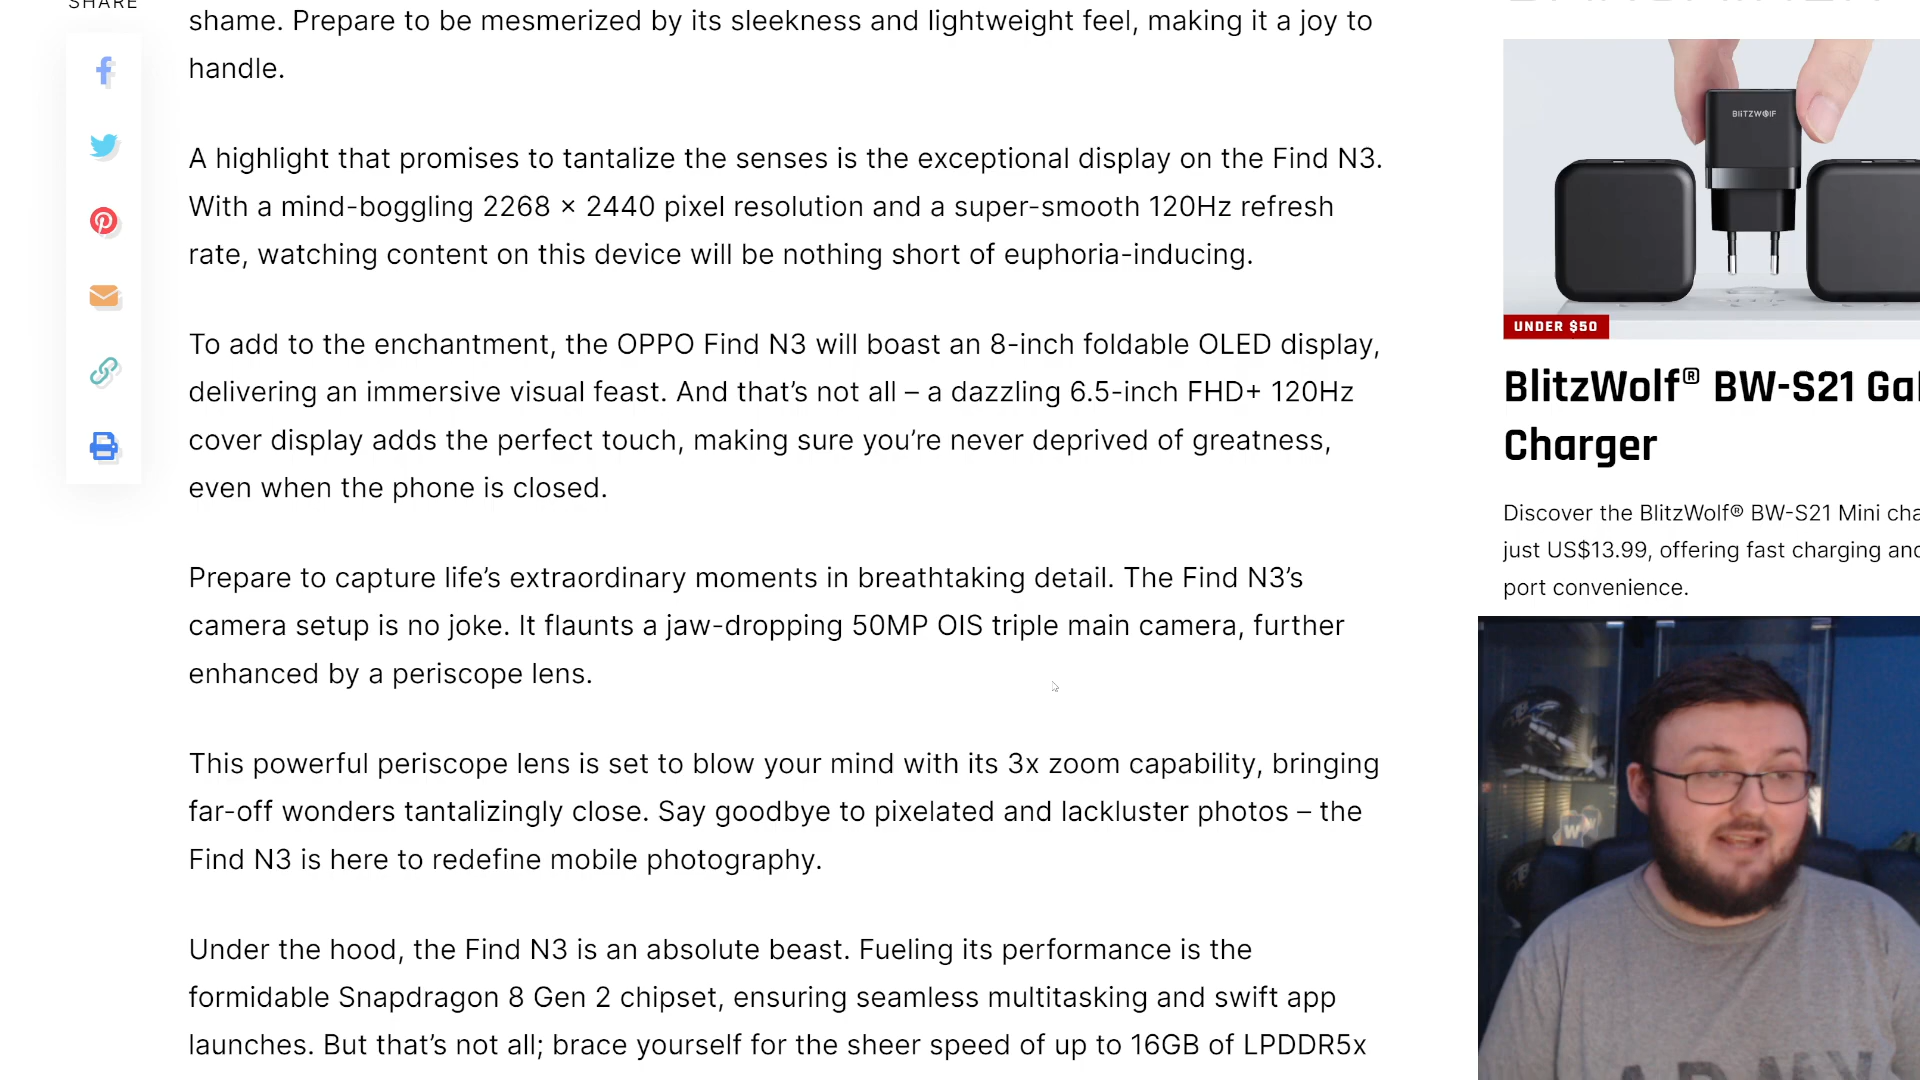 SHARE
shame. Prepare to be mesmerized by its sleekness and lightweight feel, making it a joy to
handle.
A highlight that promises to tantalize the senses is the exceptional display on the Find N3.
With a mind-boggling 2268 × 2440 pixel resolution and a super-smooth 120Hz refresh
rate, watching content on this device will be nothing short of euphoria-inducing.
To add to the enchantment, the OPPO Find N3 will boast an 8-inch foldable OLED display,
delivering an immersive visual feast. And that’s not all – a dazzling 6.5-inch FHD+ 120Hz
cover display adds the perfect touch, making sure you’re never deprived of greatness,
even when the phone is closed.
Prepare to capture life’s extraordinary moments in breathtaking detail. The Find N3’s
camera setup is no joke. It flaunts a jaw-dropping 50MP OIS triple main camera, further
enhanced by a periscope lens.
This powerful periscope lens is set to blow your mind with its 3x zoom capability, bringing
far-off wonders tantalizingly close. Say goodbye to pixelated and lackluster photos – the
Find N3 is here to redefine mobile photography.
Under the hood, the Find N3 is an absolute beast. Fueling its performance is the
formidable Snapdragon 8 Gen 2 chipset, ensuring seamless multitasking and swift app
launches. But that’s not all; brace yourself for the sheer speed of up to 16GB of LPDDR5x
BLITZWOLF
UNDER $50
BlitzWolf® BW-S21 Ga
Charger
Discover the BlitzWolf® BW-S21 Mini cha
just US$13.99, offering fast charging and
port convenience.
W
ARMY